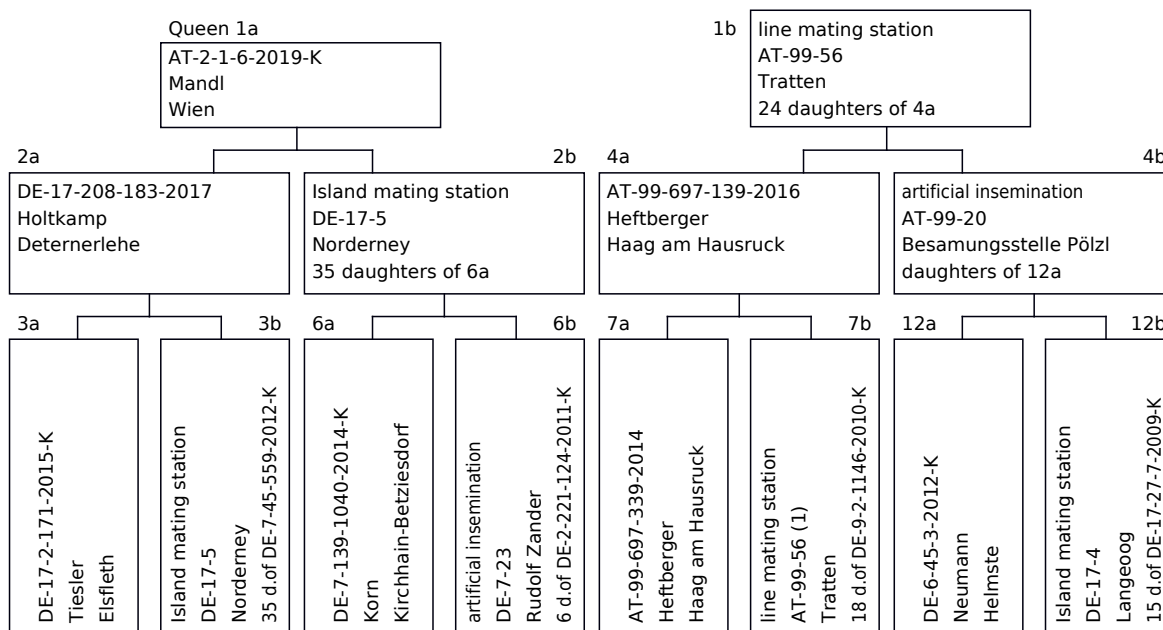 Queen 1a
AT-2-1-6-2019-K
Mandl
Wien
1b
line mating station
AT-99-56
Tratten
24 daughters of 4a
2a
DE-17-208-183-2017
Holtkamp
Deternerlehe
2b
Island mating station
DE-17-5
Norderney
35 daughters of 6a
4a
AT-99-697-139-2016
Heftberger
Haag am Hausruck
4b
artificial insemination
AT-99-20
Besamungsstelle Pölzl
daughters of 12a
3a
DE-17-2-171-2015-K
Tiesler
Elsfleth
3b
Island mating station
DE-17-5
Norderney
35 d.of DE-7-45-559-2012-K
6a
DE-7-139-1040-2014-K
Korn
Kirchhain-Betziesdorf
6b
artificial insemination
DE-7-23
Rudolf Zander
6 d.of DE-2-221-124-2011-K
7a
AT-99-697-339-2014
Heftberger
Haag am Hausruck
7b
line mating station
AT-99-56 (1)
Tratten
18 d.of DE-9-2-1146-2010-K
12a
DE-6-45-3-2012-K
Neumann
Helmste
12b
Island mating station
DE-17-4
Langeoog
15 d.of DE-17-27-7-2009-K